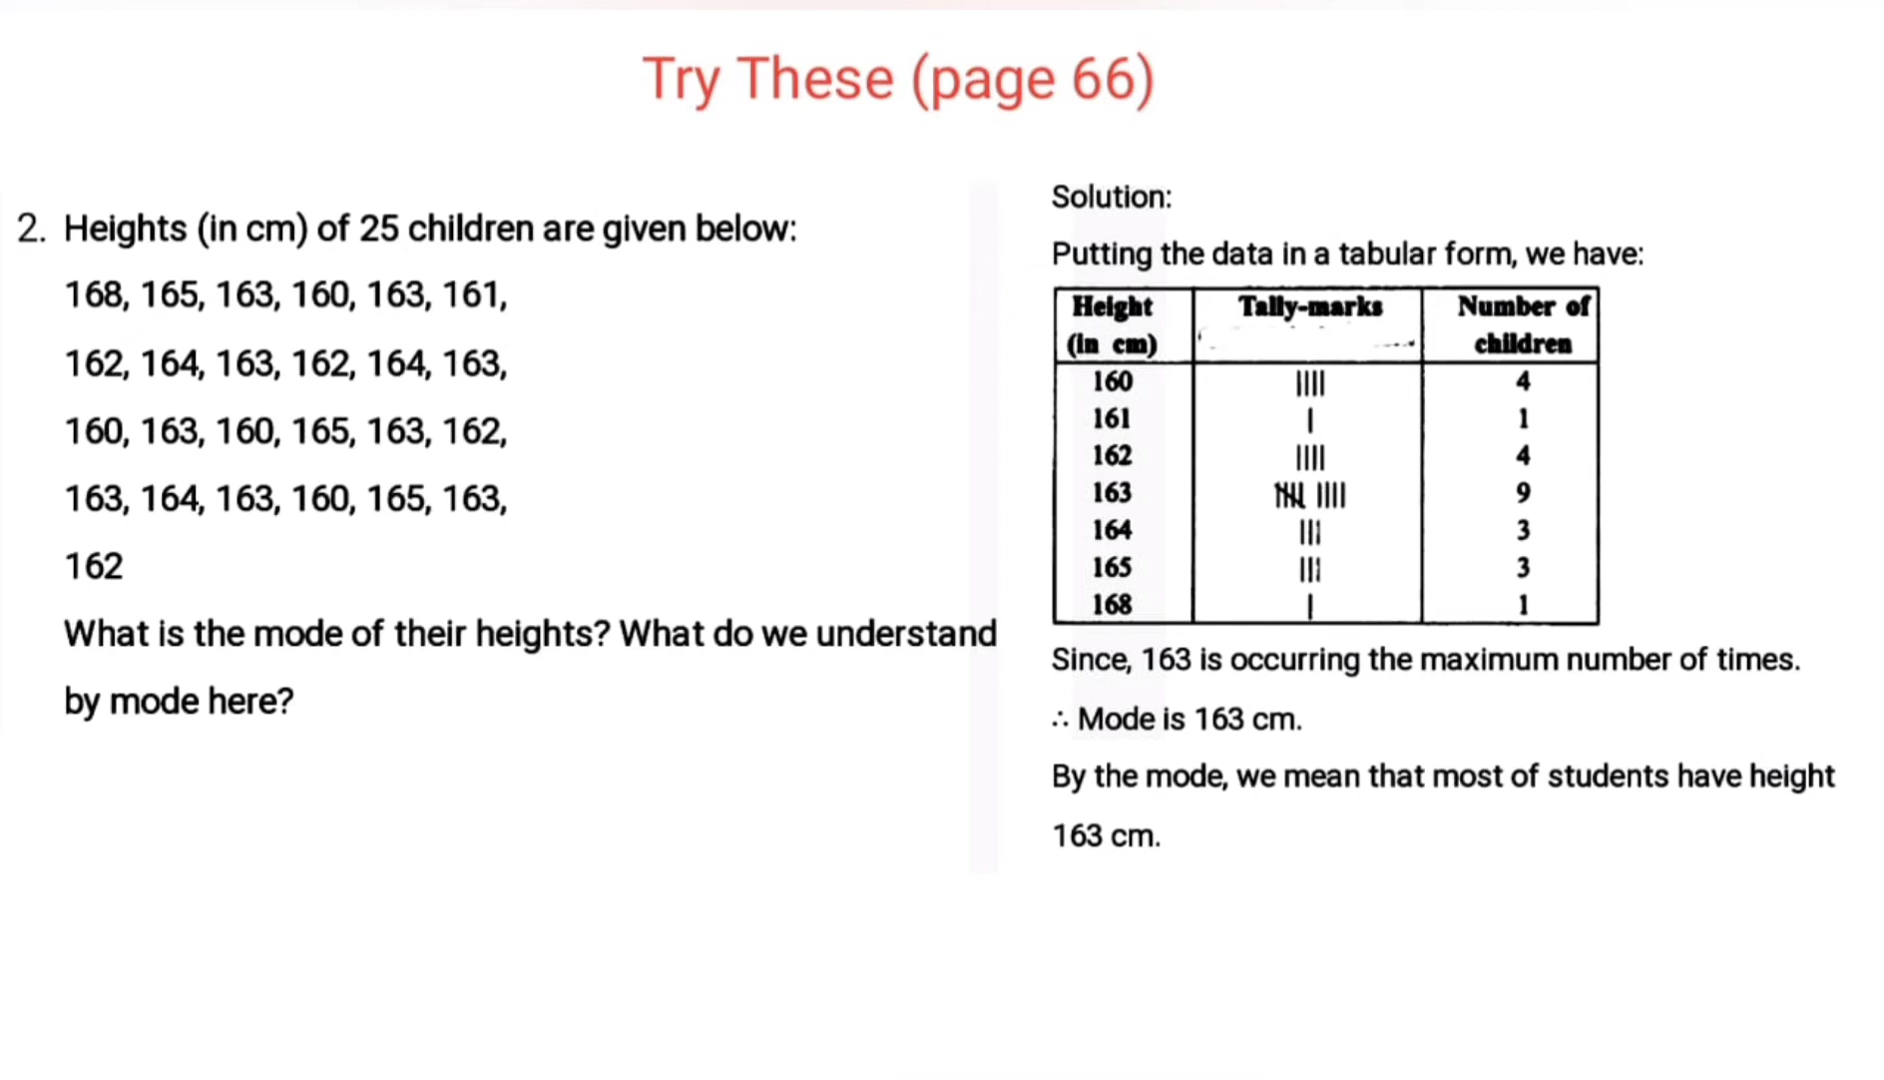 Try These (page 66)
2. Heights (in cm) of 25 children are given below:
168, 165, 163, 160, 163, 161,
162, 164, 163, 162, 164, 163,
160, 163, 160, 165, 163, 162,
163, 164, 163, 160, 165, 163,
162
What is the mode of their heights? What do we understand
by mode here?
Solution:
Putting the data in a tabular form, we have:
Height (in cm) Tally-marks Number of children
160 |||| 4
161 | 1
162 |||| 4
163 𝍸 |||| 9
164 ||| 3
165 ||| 3
168 | 1
Since, 163 is occurring the maximum number of times.
∴ Mode is 163 cm.
By the mode, we mean that most of students have height
163 cm.